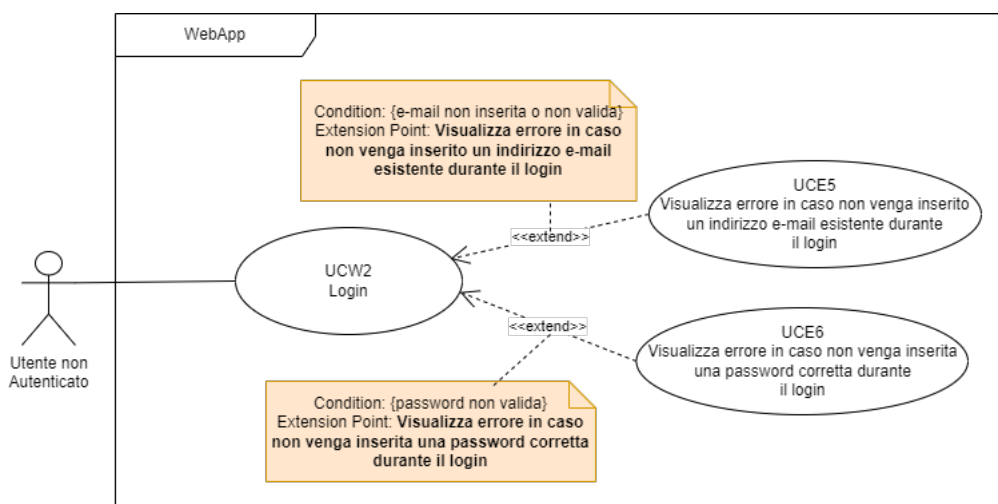 WebApp
Condition: {e-mail non inserita o non valida}
Extension Point: Visualizza errore in caso
non venga inserito un indirizzo e-mail
esistente durante il login
UCE5
Visualizza errore in caso non venga inserito
un indirizzo e-mail esistente durante
il login
<<extend>>
UCW2
Login
<<extend>>
UCE6
Visualizza errore in caso non venga inserita
una password corretta durante
il login
Utente non
Autenticato
Condition: {password non valida}
Extension Point: Visualizza errore in caso
non venga inserita una password corretta
durante il login